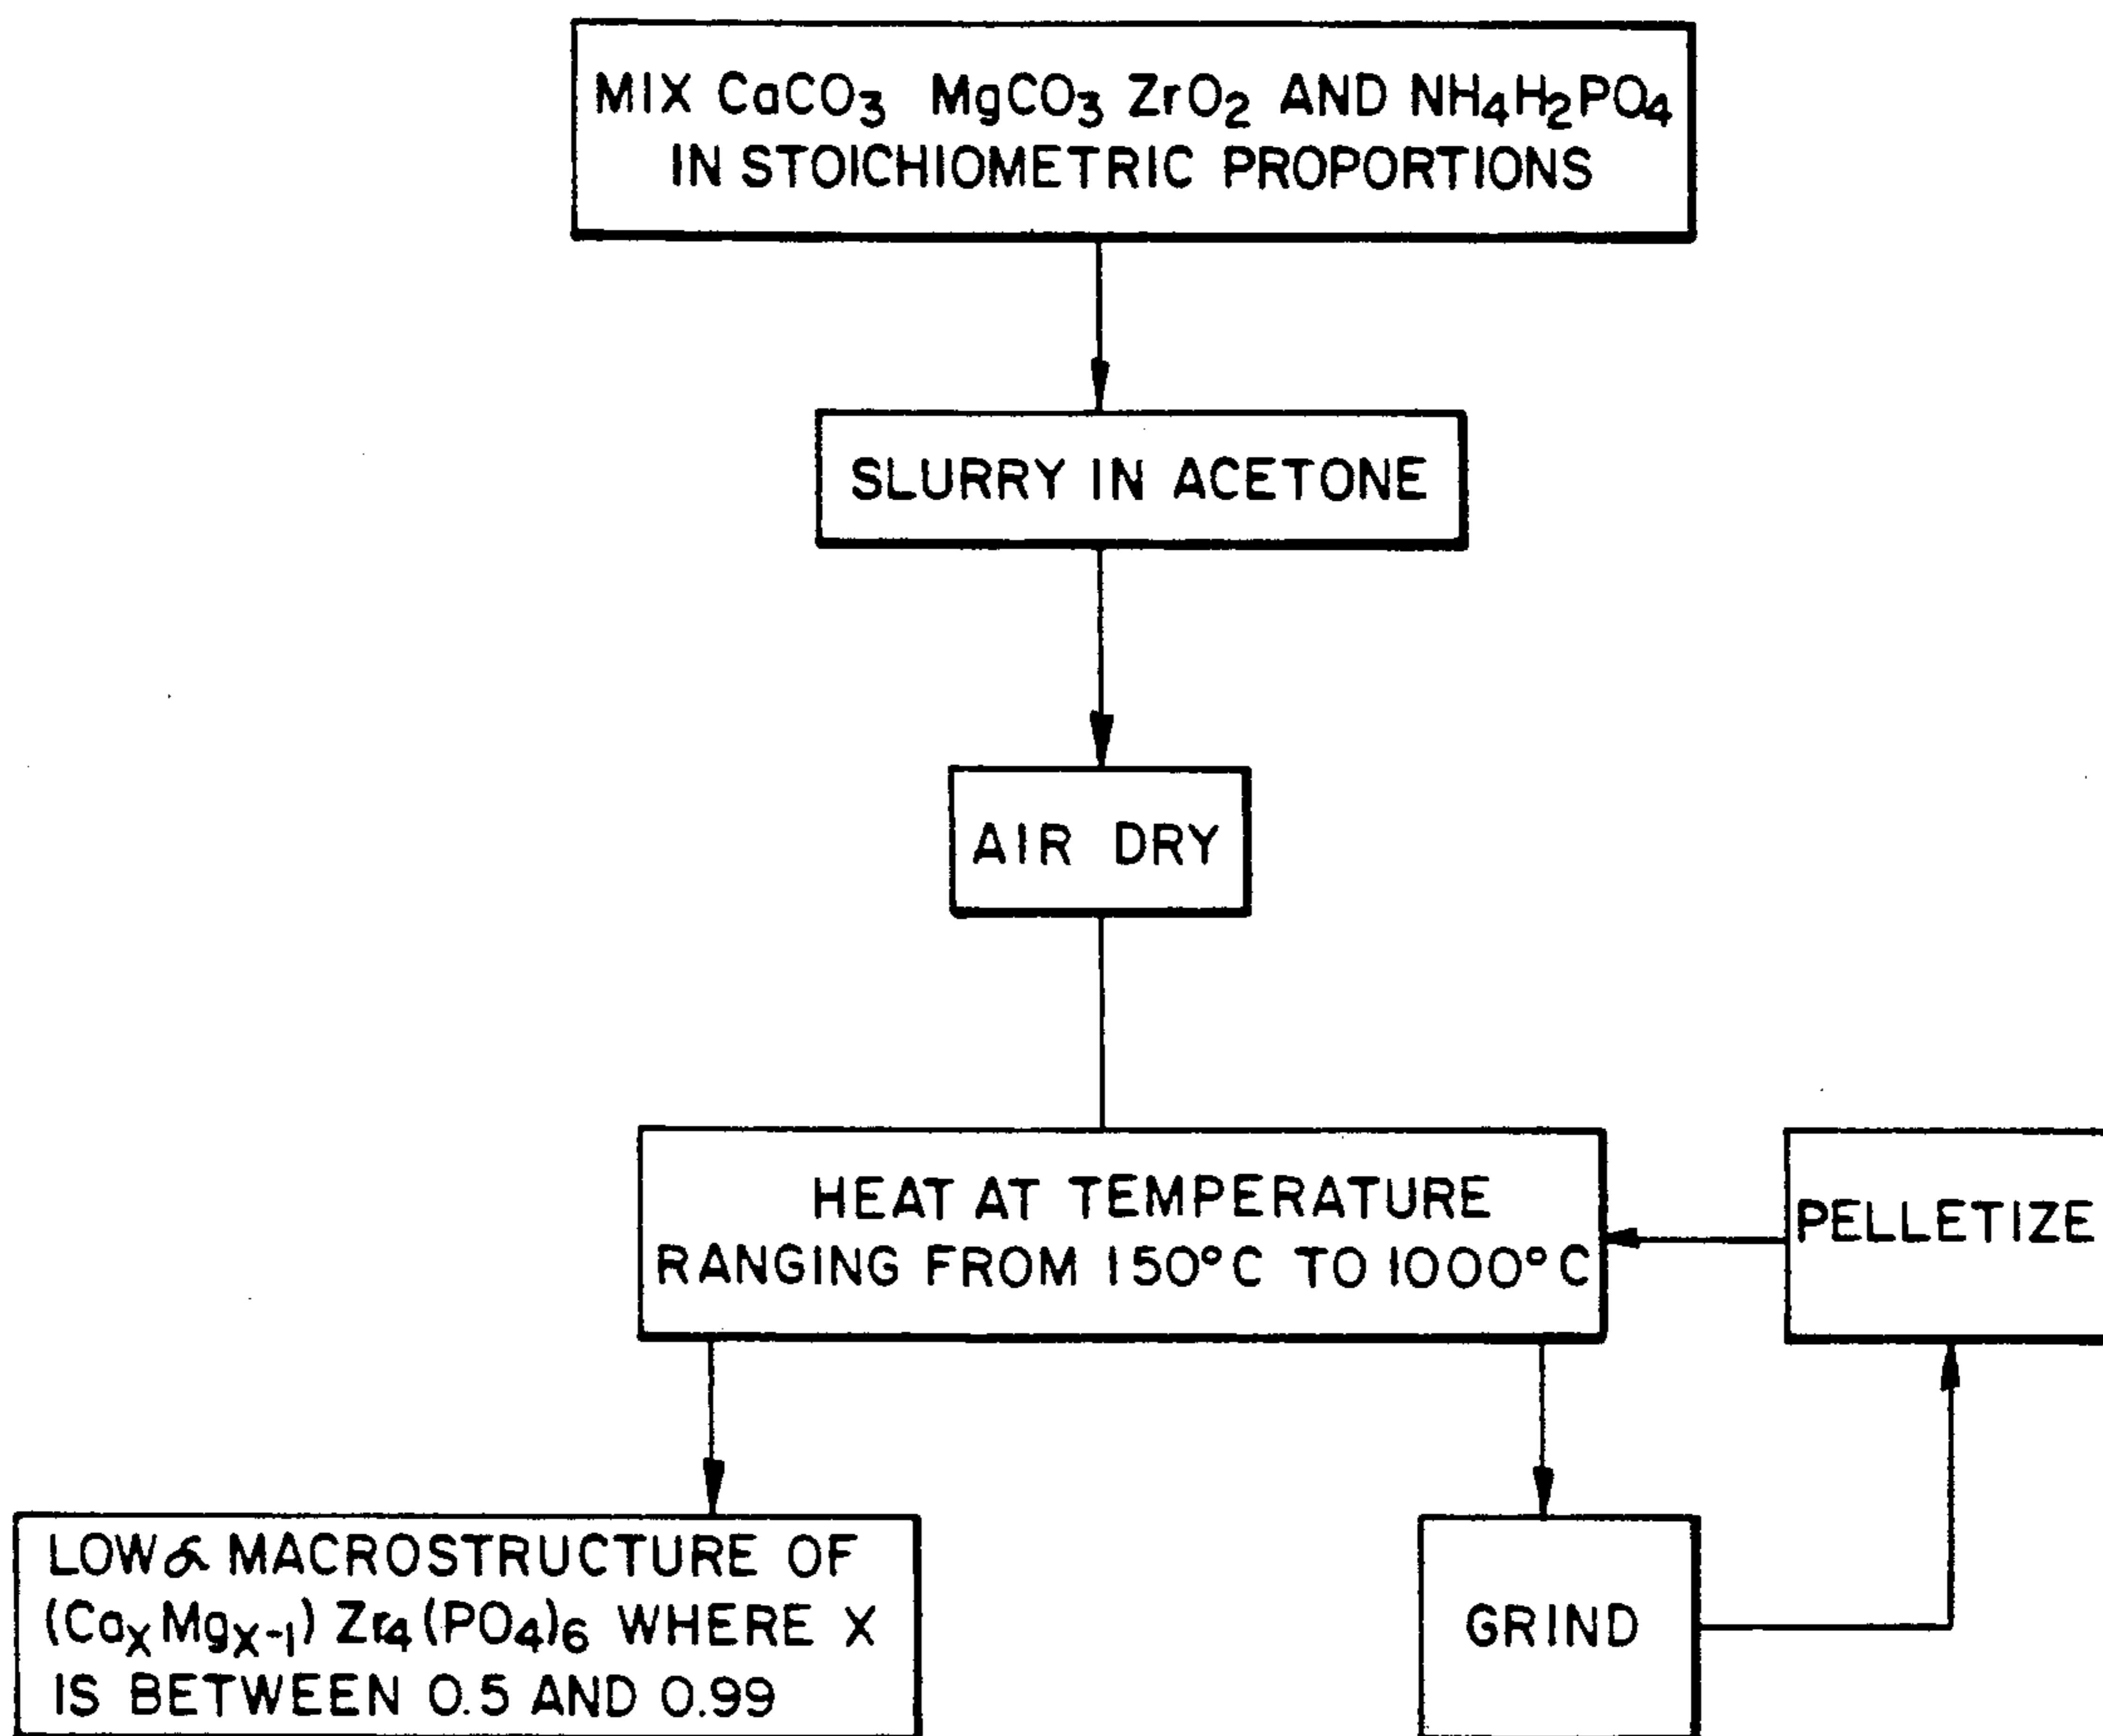 MIX CaCO₃ MgCO₃ ZrO₂ AND NH₄H₂PO₄
IN STOICHIOMETRIC PROPORTIONS
SLURRY IN ACETONE
AIR DRY
HEAT AT TEMPERATURE
RANGING FROM 150°C TO 1000°C
PELLETIZE
LOW α MACROSTRUCTURE OF
(CaₓMgₓ₋₁) Zr₄ (PO₄)₆ WHERE X
IS BETWEEN 0.5 AND 0.99
GRIND